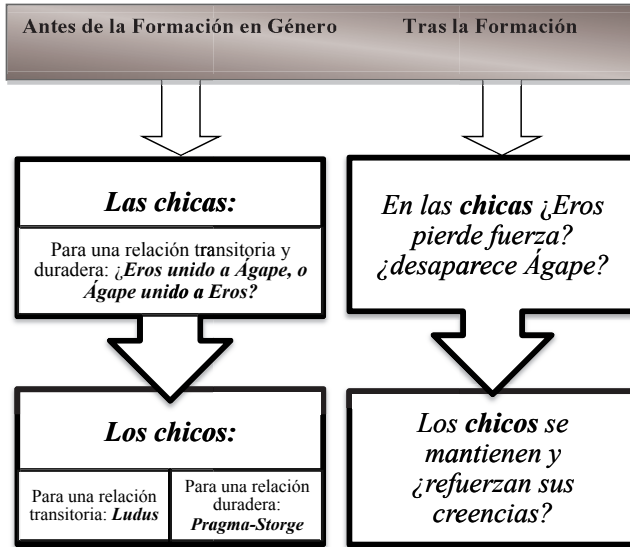 Antes de la Formación en Género
Tras la Formación
Las chicas:
Para una relación transitoria y
duradera: ¿Eros unido a Ágape, o
Ágape unido a Eros?
En las chicas ¿Eros
pierde fuerza?
¿desaparece Ágape?
Los chicos:
Para una relación
transitoria: Ludus
Para una relación
duradera:
Pragma-Storge
Los chicos se
mantienen y
¿refuerzan sus
creencias?